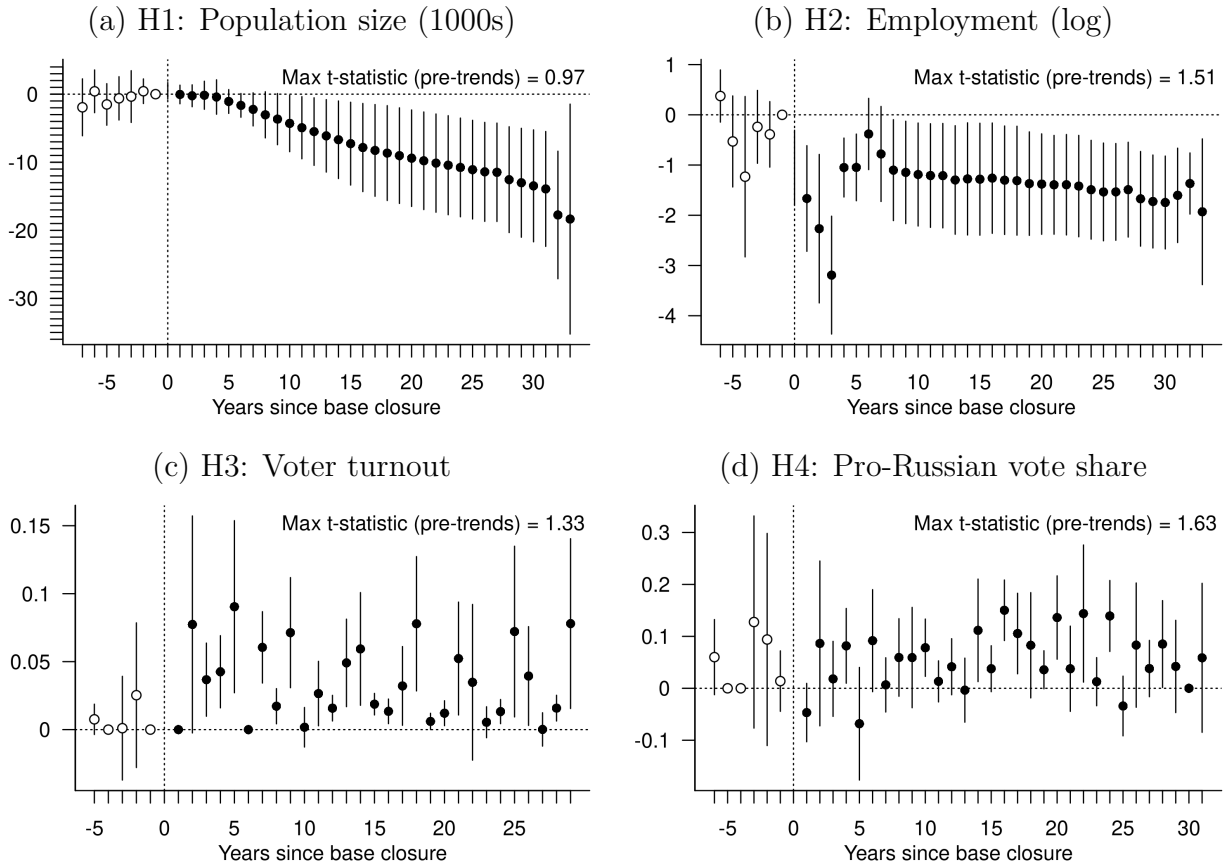 (a) H1: Population size (1000s)
Max t-statistic (pre-trends) = 0.97
0
-10
-20
-30
-5 0 5 10 15 20 25 30
Years since base closure
(b) H2: Employment (log)
Max t-statistic (pre-trends) = 1.51
1
0
-1
-2
-3
-4
-5 0 5 10 15 20 25 30
Years since base closure
(c) H3: Voter turnout
Max t-statistic (pre-trends) = 1.33
0.15
0.1
0.05
0
-5 0 5 10 15 20 25
Years since base closure
(d) H4: Pro-Russian vote share
Max t-statistic (pre-trends) = 1.63
0.3
0.2
0.1
0
-0.1
-5 0 5 10 15 20 25 30
Years since base closure